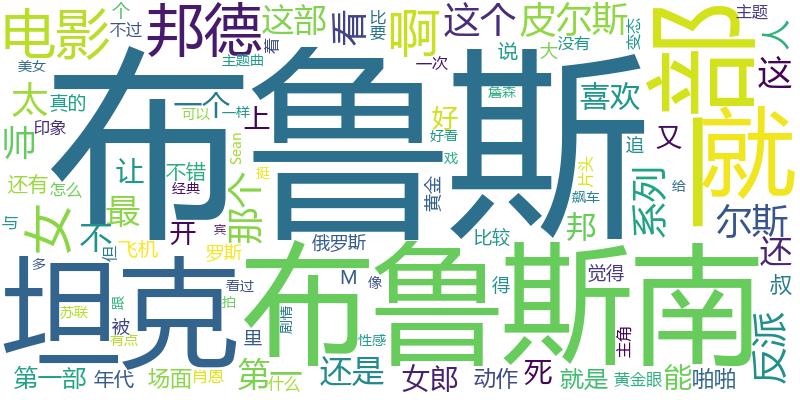 电影
邦德
这部
看
啊
这个
皮尔斯
主题
人
个
不过
看
要比
说
大
没有
变态
美女
主题曲
一次
布鲁斯
部
就
这
太
真的
一个
上
好
詹森
喜欢
帅
印象
可以
一样
好看
追
又
让
不错
Sean
戏
片头
还有
怎么
最
经典
那个
黄金
系列
飙车
给
尔斯
与
女
不
开
挺
俄罗斯
比较
邦
还
但
飞机
宾
罗斯
坦克
布鲁斯南
多
看过
M
像
得
觉得
叔
苏联
跟
被
拍
里
剧情
有点
性感
主角
反派
第一部
年代
场面
肖恩
第一
什么
还是
女郎
动作
死
就是
黄金眼
能
啪啪